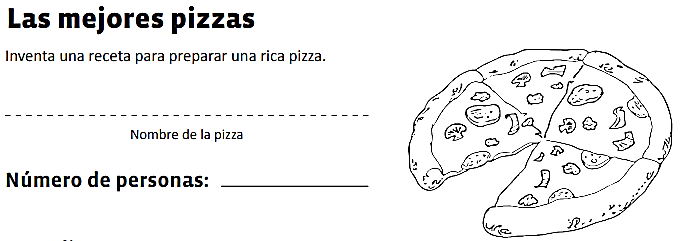 Las mejores pizzas
Inventa una receta para preparar una rica pizza.
Nombre de la pizza
Número de personas: